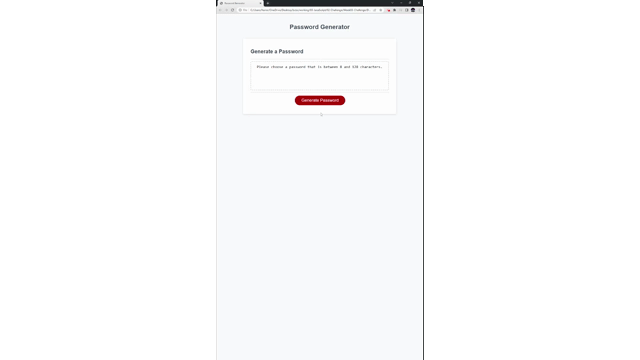 Password Generator
Generate a Password
Please choose a password that is between 8 and 128 characters.
Generate Password